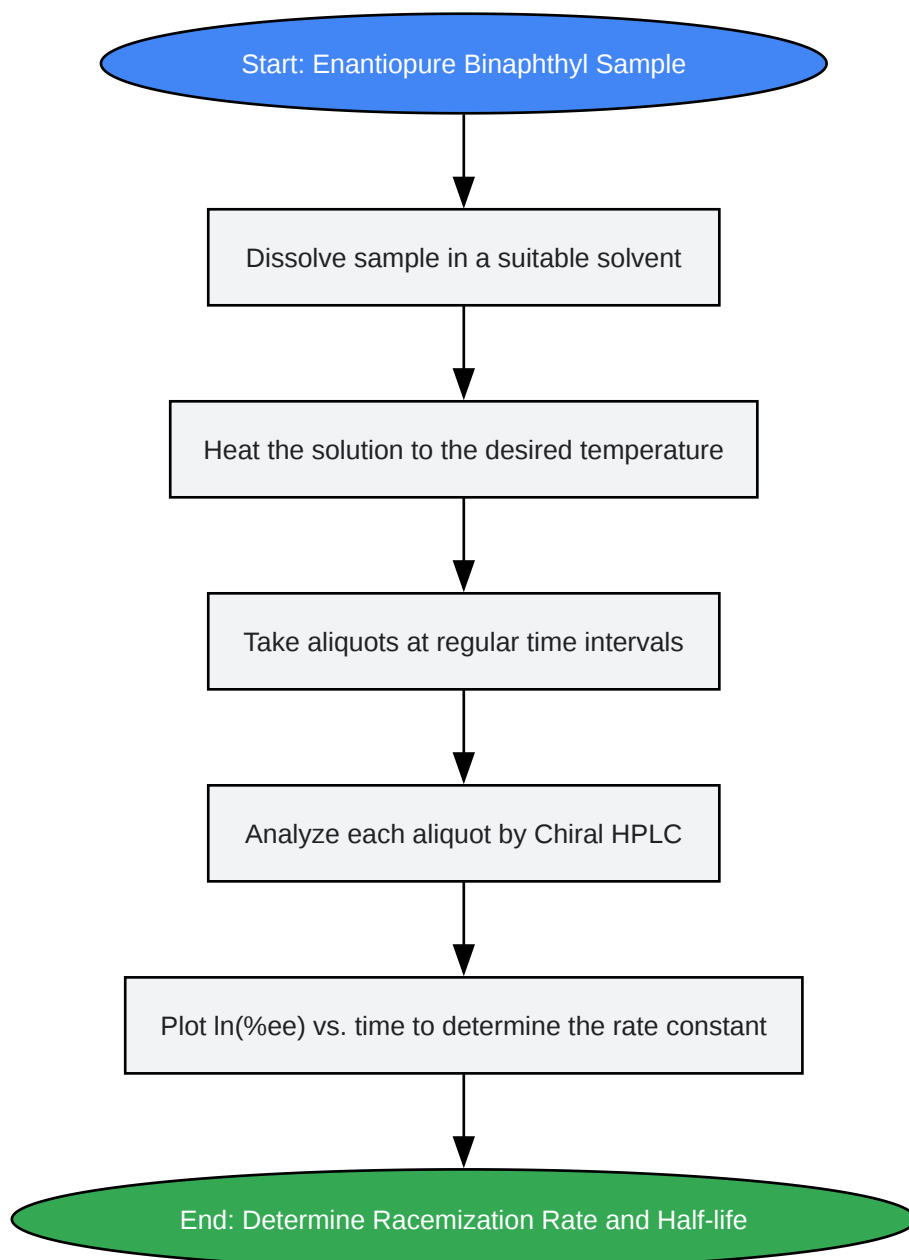 Start: Enantiopure Binaphthyl Sample
Dissolve sample in a suitable solvent
Heat the solution to the desired temperature
Take aliquots at regular time intervals
Analyze each aliquot by Chiral HPLC
Plot ln(%ee) vs. time to determine the rate constant
End: Determine Racemization Rate and Half-life